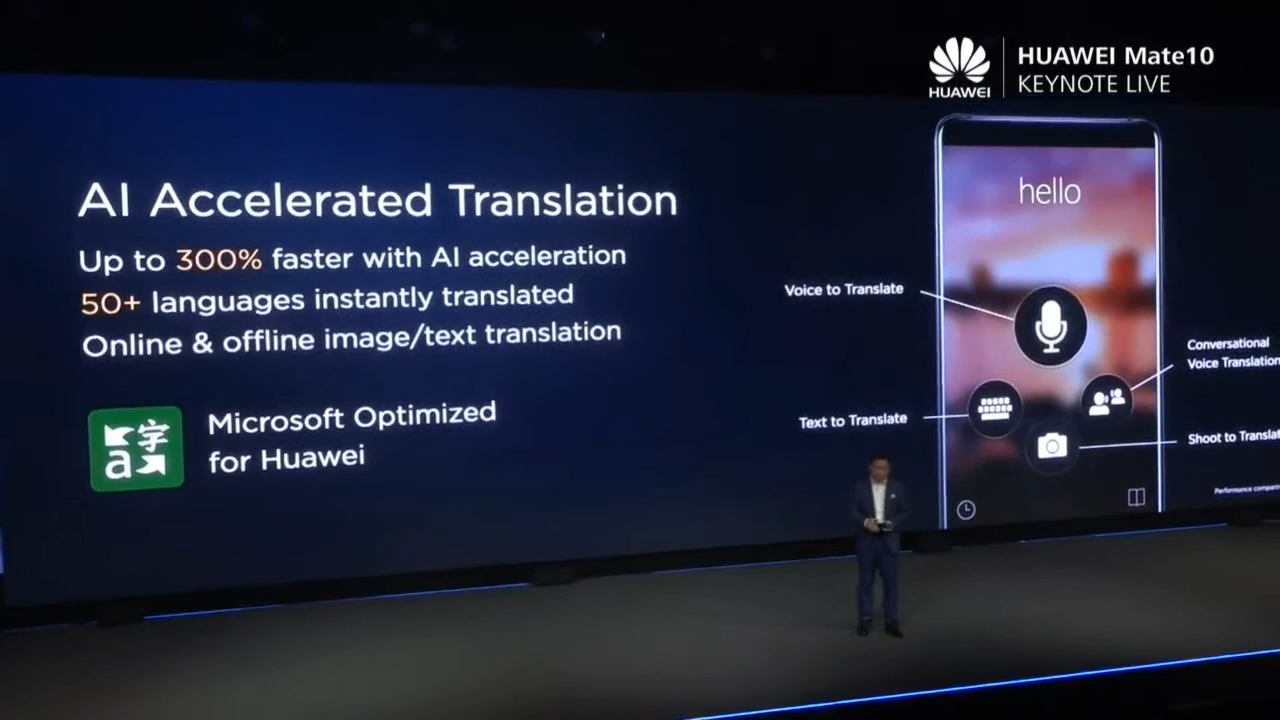 HUAWEI
HUAWEI Mate10
KEYNOTE LIVE
AI Accelerated Translation
Up to 300% faster with AI acceleration
50+ languages instantly translated
Online & offline image/text translation
字
a
Microsoft Optimized
for Huawei
hello
Voice to Translate
Conversational
Voice Translation
Text to Translate
Shoot to
Performance